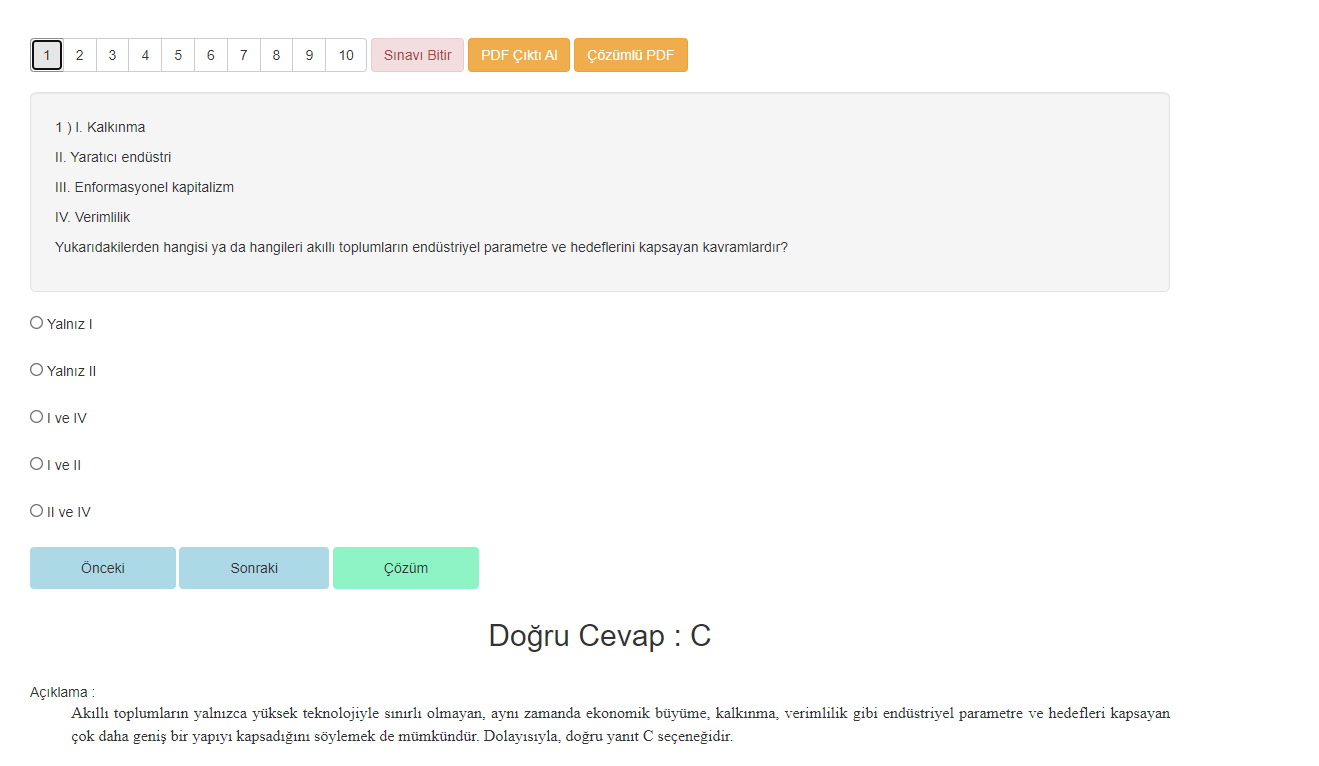 1 2 3 4 5 6 7 8 9 10 Sınavı Bitir PDF Çıktı Al Çözümlü PDF
1 ) I. Kalkınma
II. Yaratıcı endüstri
III. Enformasyonel kapitalizm
IV. Verimlilik
Yukarıdakilerden hangisi ya da hangileri akıllı toplumların endüstriyel parametre ve hedeflerini kapsayan kavramlardır?
Yalnız I
Yalnız II
I ve IV
I ve II
II ve IV
Önceki Sonraki Çözüm
Doğru Cevap : C
Açıklama :
Akıllı toplumların yalnızca yüksek teknolojiyle sınırlı olmayan, aynı zamanda ekonomik büyüme, kalkınma, verimlilik gibi endüstriyel parametre ve hedefleri kapsayan
çok daha geniş bir yapıyı kapsadığını söylemek de mümkündür. Dolayısıyla, doğru yanıt C seçeneğidir.